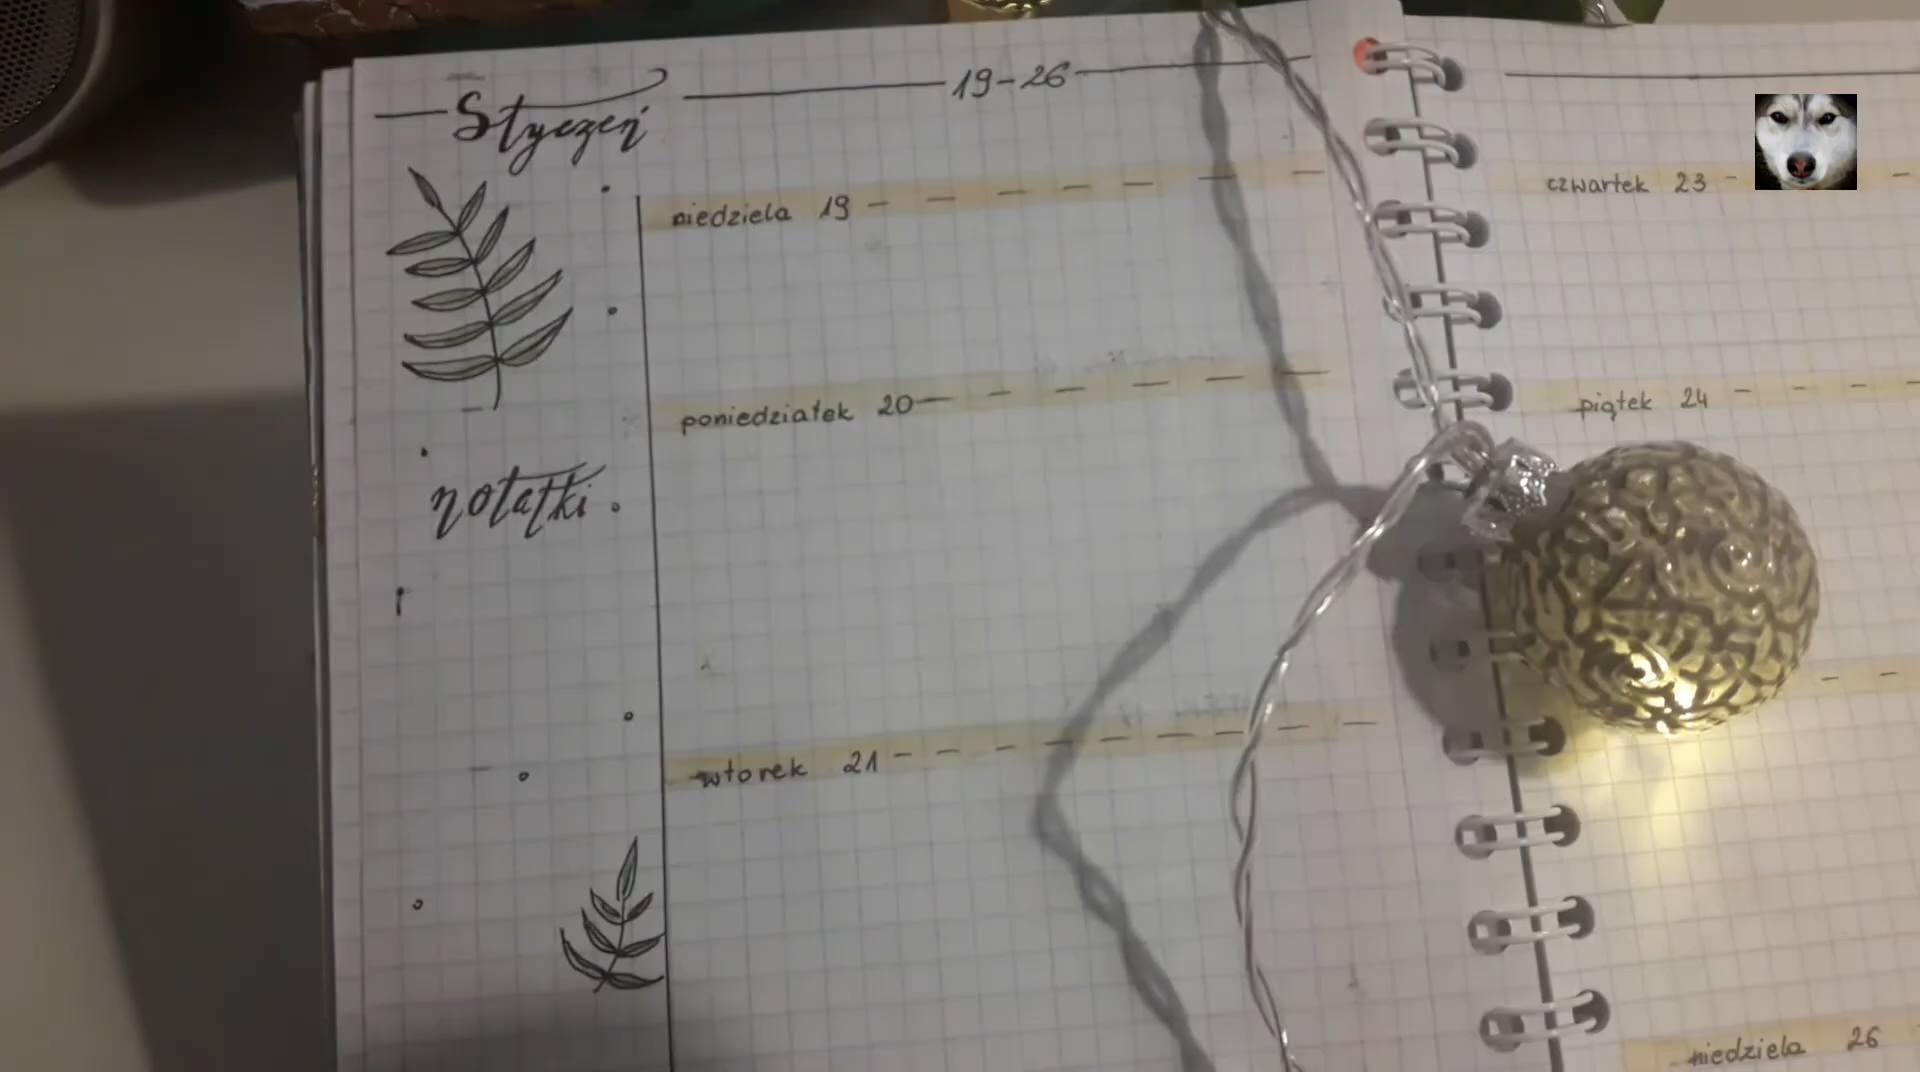 Styczeń
19-26
niedziela 19
poniedziałek 20
notatki
wtorek 21
czwartek 23
piątek 24
niedziela 26